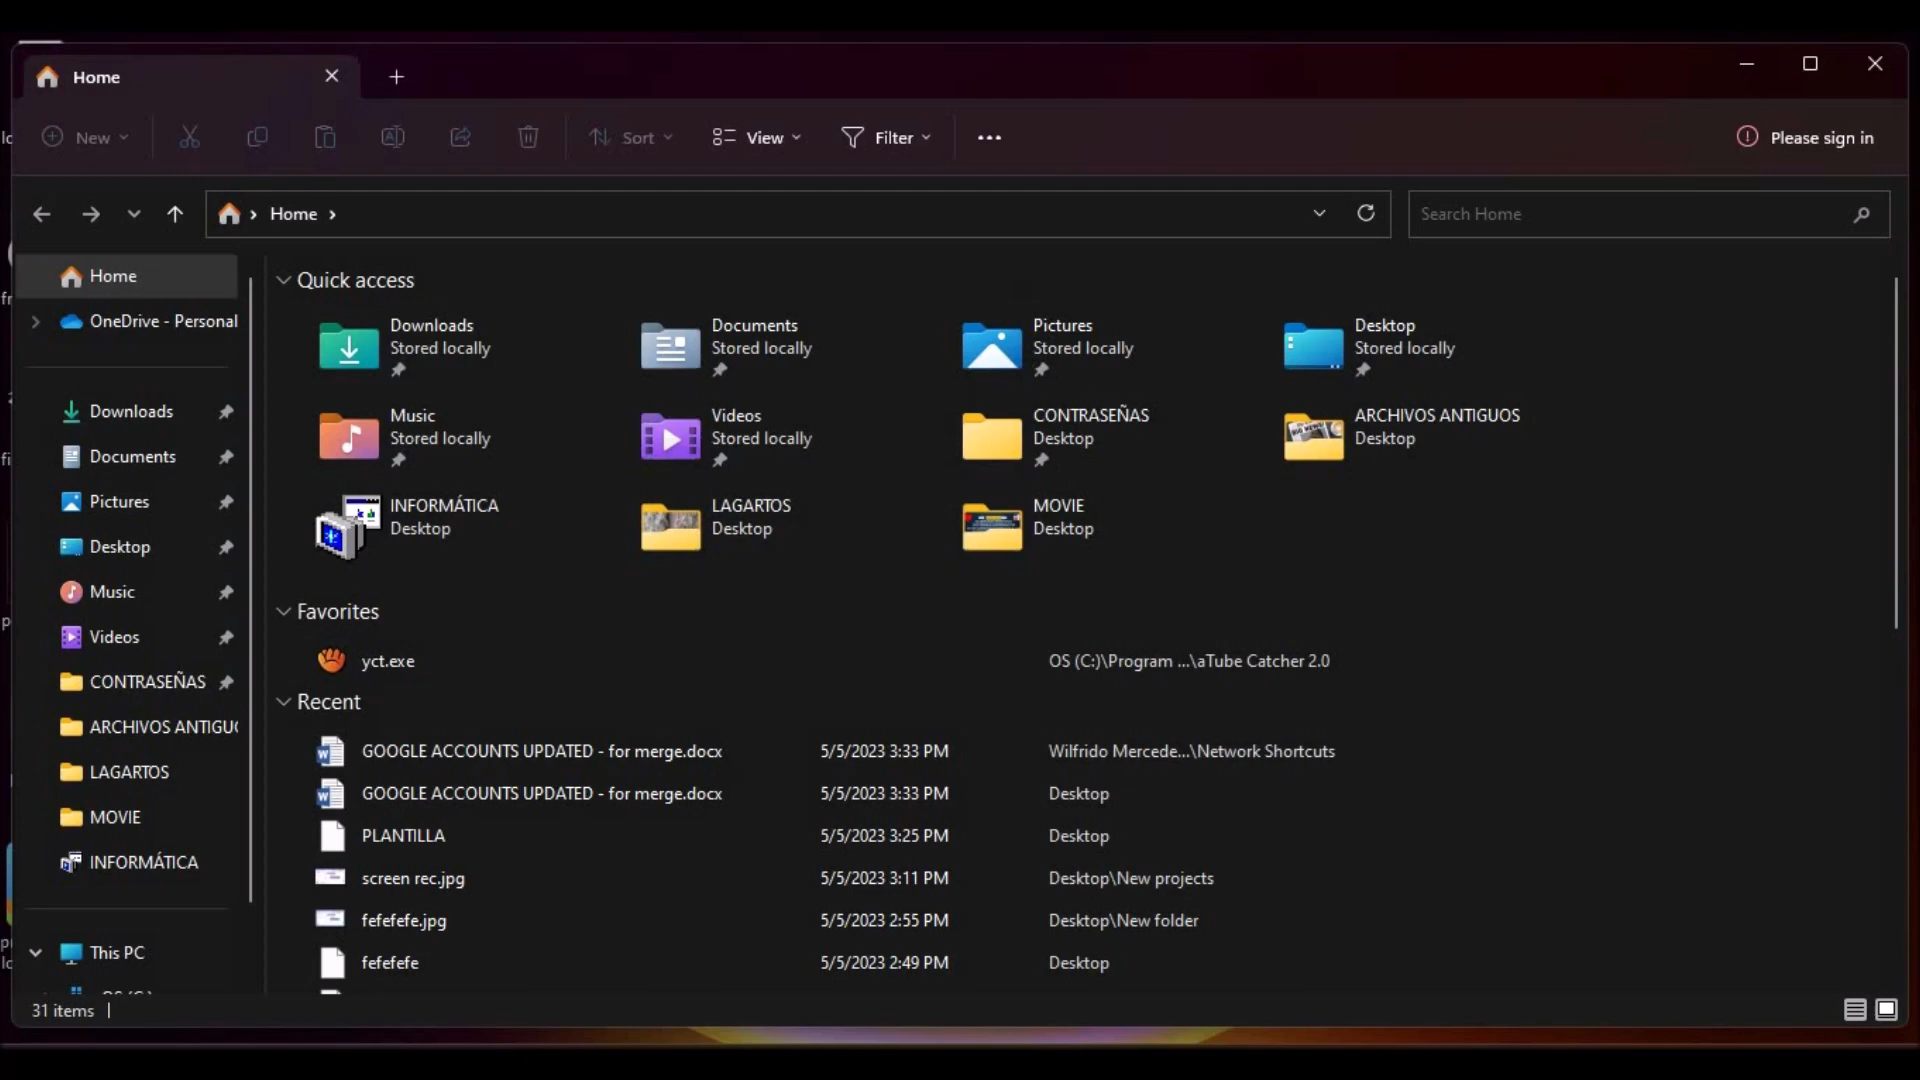 Home
New
Sort
View
Filter
Please sign in
Home
Search Home
Home
OneDrive - Personal
Downloads
Documents
Pictures
Desktop
Music
Videos
CONTRASEÑAS
ARCHIVOS ANTIGU
LAGARTOS
MOVIE
INFORMÁTICA
This PC
Quick access
Downloads
Stored locally
Documents
Stored locally
Pictures
Stored locally
Desktop
Stored locally
Music
Stored locally
Videos
Stored locally
CONTRASEÑAS
Desktop
ARCHIVOS ANTIGUOS
Desktop
INFORMÁTICA
Desktop
LAGARTOS
Desktop
MOVIE
Desktop
Favorites
yct.exe OS (C:)\Program ...\aTube Catcher 2.0
Recent
GOOGLE ACCOUNTS UPDATED - for merge.docx 5/5/2023 3:33 PM Wilfrido Mercede...\Network Shortcuts
GOOGLE ACCOUNTS UPDATED - for merge.docx 5/5/2023 3:33 PM Desktop
PLANTILLA 5/5/2023 3:25 PM Desktop
screen rec.jpg 5/5/2023 3:11 PM Desktop\New projects
fefefefe.jpg 5/5/2023 2:55 PM Desktop\New folder
fefefefe 5/5/2023 2:49 PM Desktop
31 items